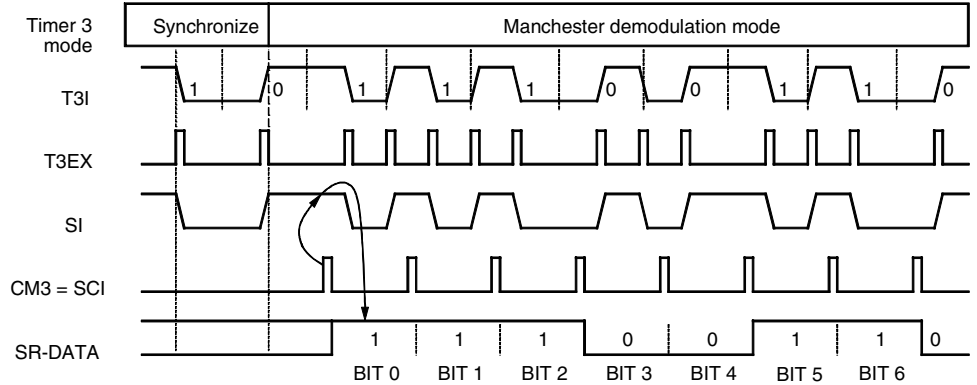 Timer 3
mode
Synchronize
Manchester demodulation mode
T3I
1 0 1 1 1 0 0 1 1 0
T3EX
SI
CM3 = SCI
SR-DATA
1 1 1 0 0 1 1 0
BIT 0 BIT 1 BIT 2 BIT 3 BIT 4 BIT 5 BIT 6